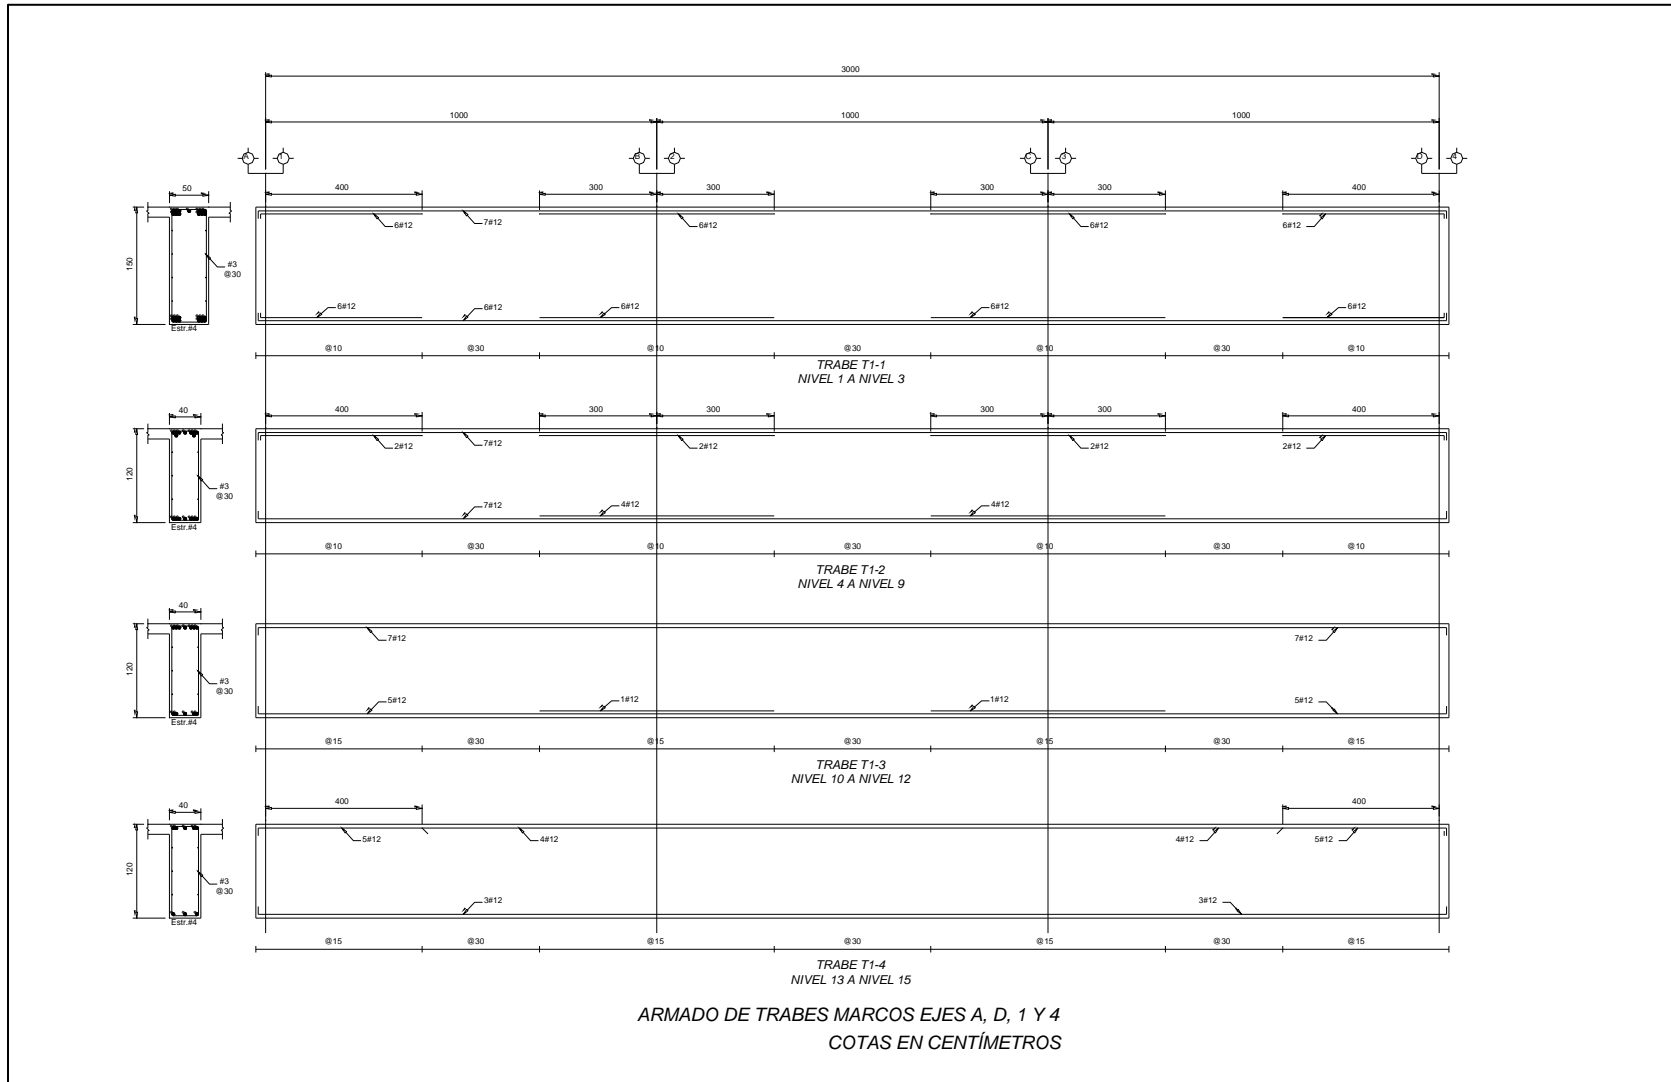 3000
1000 1000 1000
A 1 B 2 C 3 D 4
50 400 300 300 300 300 400
6#12 7#12 6#12 6#12 6#12
150
#3
@30
6#12 6#12 6#12 6#12 6#12
Estr.#4
@10 @30 @10 @30 @10 @30 @10
TRABE T1-1
NIVEL 1 A NIVEL 3
40 400 300 300 300 300 400
2#12 7#12 2#12 2#12 2#12
120
#3
@30
7#12 4#12 4#12
Estr.#4
@10 @30 @10 @30 @10 @30 @10
TRABE T1-2
NIVEL 4 A NIVEL 9
40
7#12 7#12
120
#3
@30
5#12 1#12 1#12 5#12
Estr.#4
@15 @30 @15 @30 @15 @30 @15
TRABE T1-3
NIVEL 10 A NIVEL 12
40 400 400
5#12 4#12 4#12 5#12
120
#3
@30
3#12 3#12
Estr.#4
@15 @30 @15 @30 @15 @30 @15
TRABE T1-4
NIVEL 13 A NIVEL 15
ARMADO DE TRABES MARCOS EJES A, D, 1 Y 4
COTAS EN CENTÍMETROS